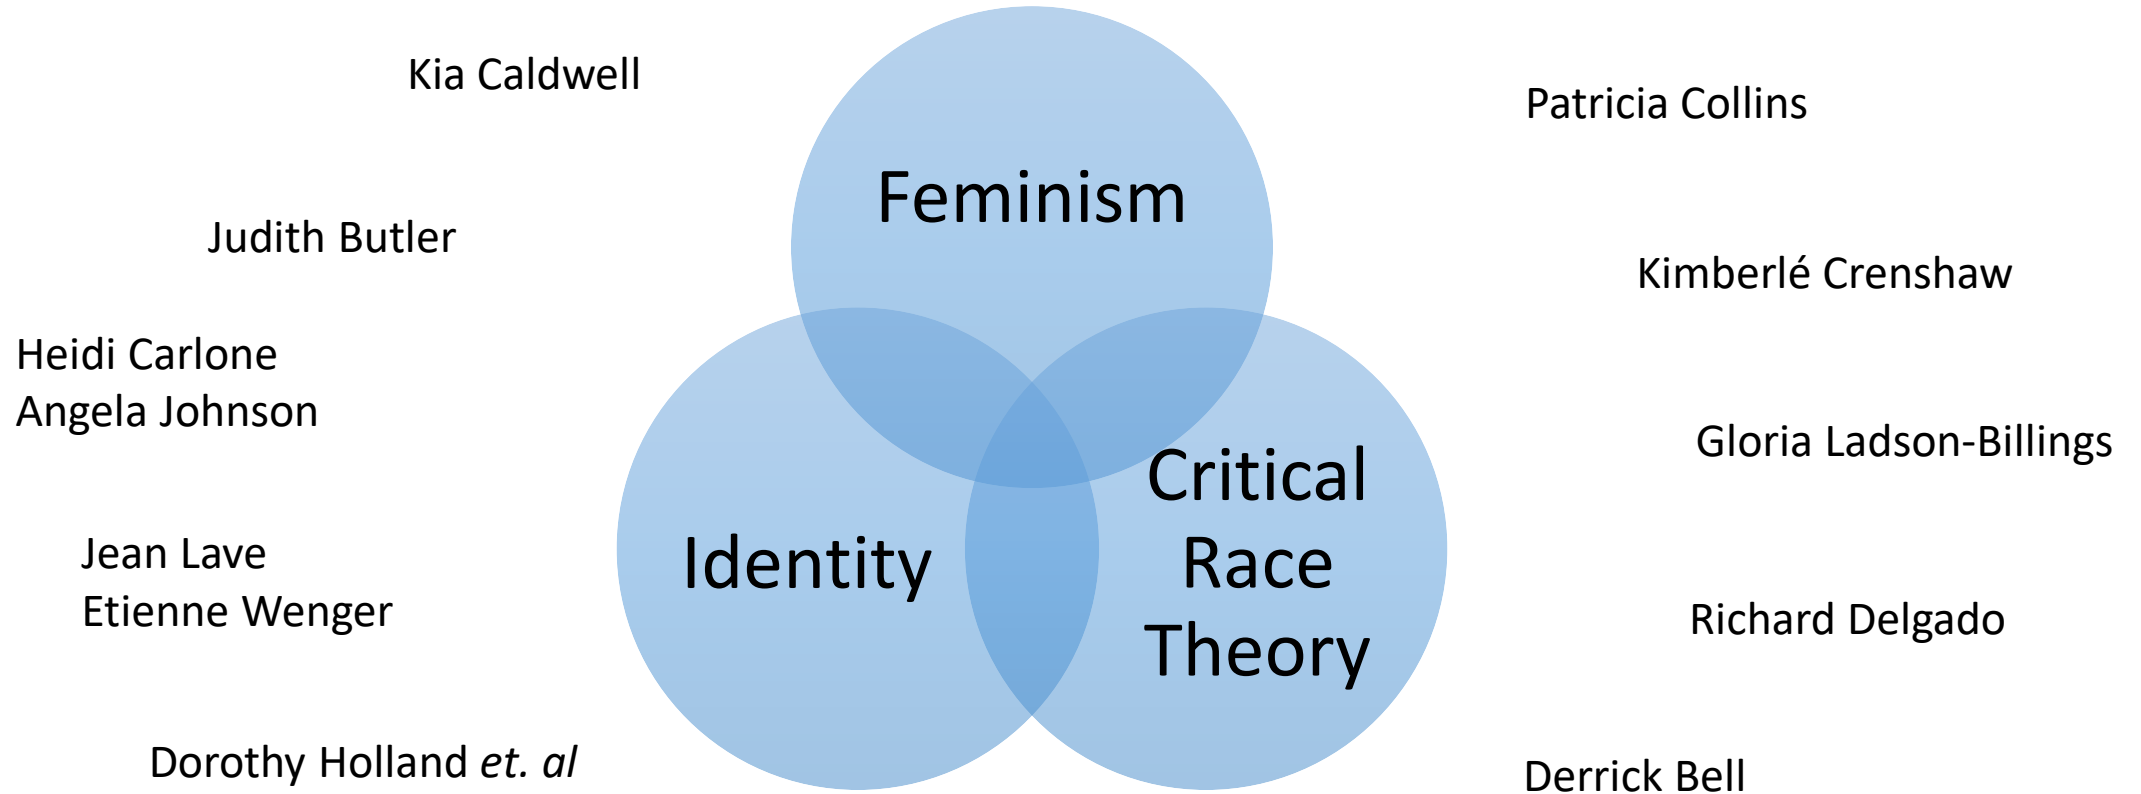 Kia Caldwell
Patricia Collins
Feminism
Judith Butler
Kimberlé Crenshaw
Heidi Carlone
Angela Johnson
Gloria Ladson-Billings
Critical
Race
Theory
Identity
Jean Lave
Etienne Wenger
Richard Delgado
Dorothy Holland et. al
Derrick Bell